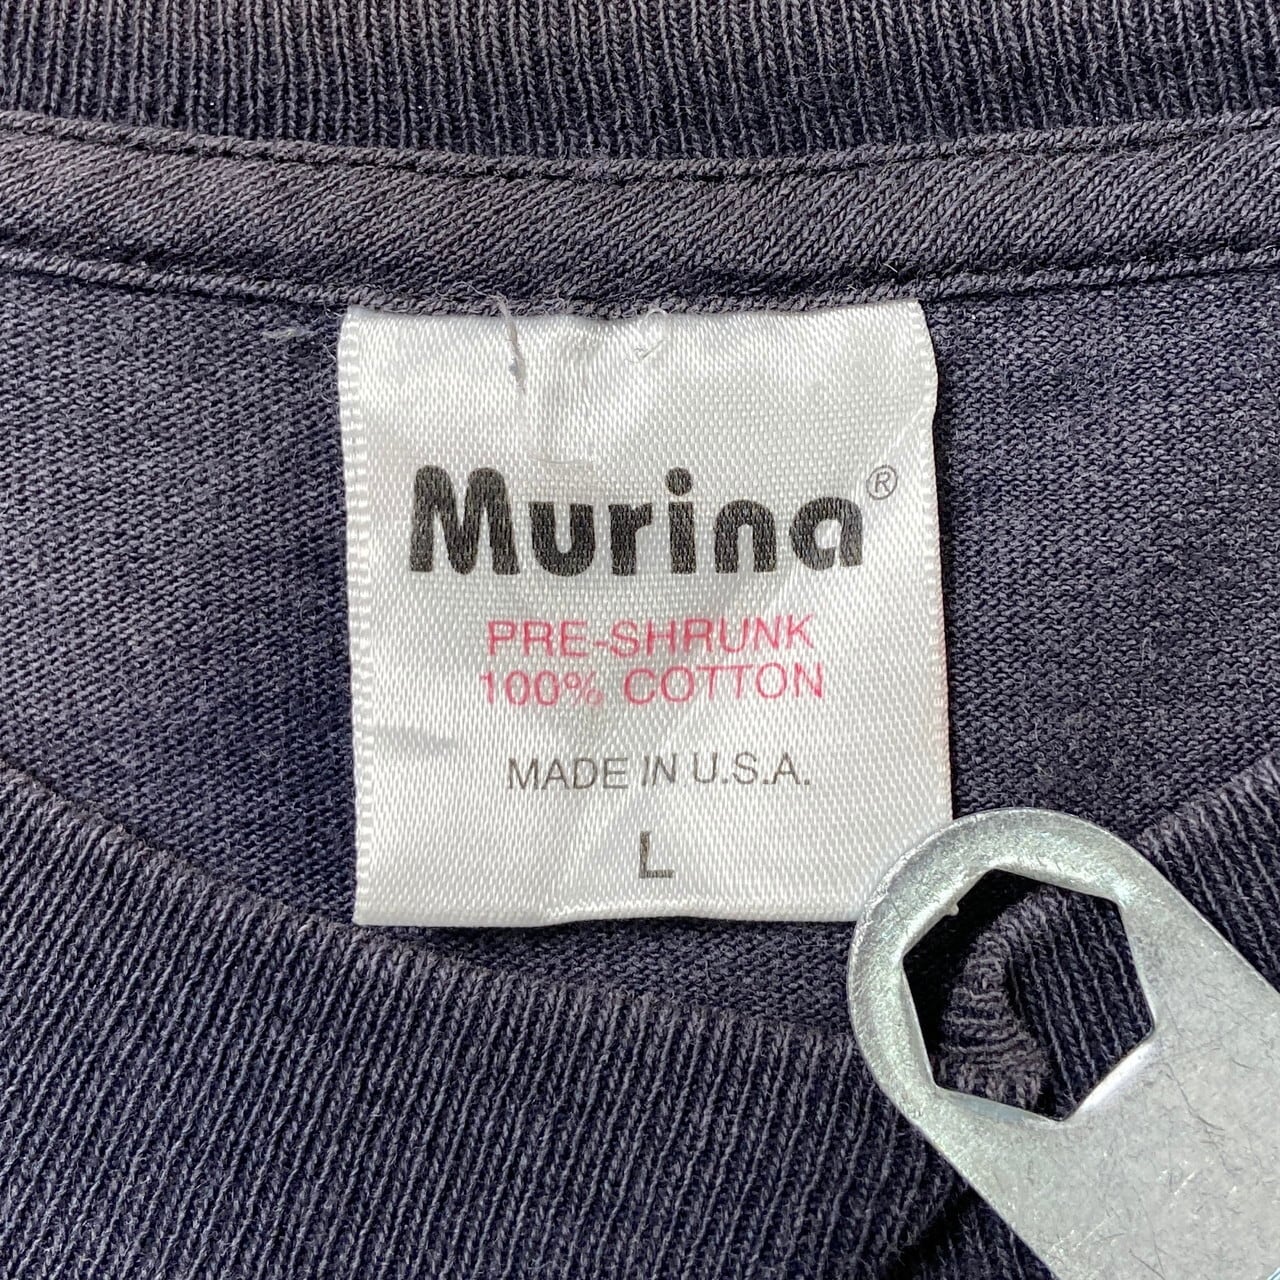 Murina®
PRE-SHRUNK
100% COTTON
MADE IN U.S.A.
L